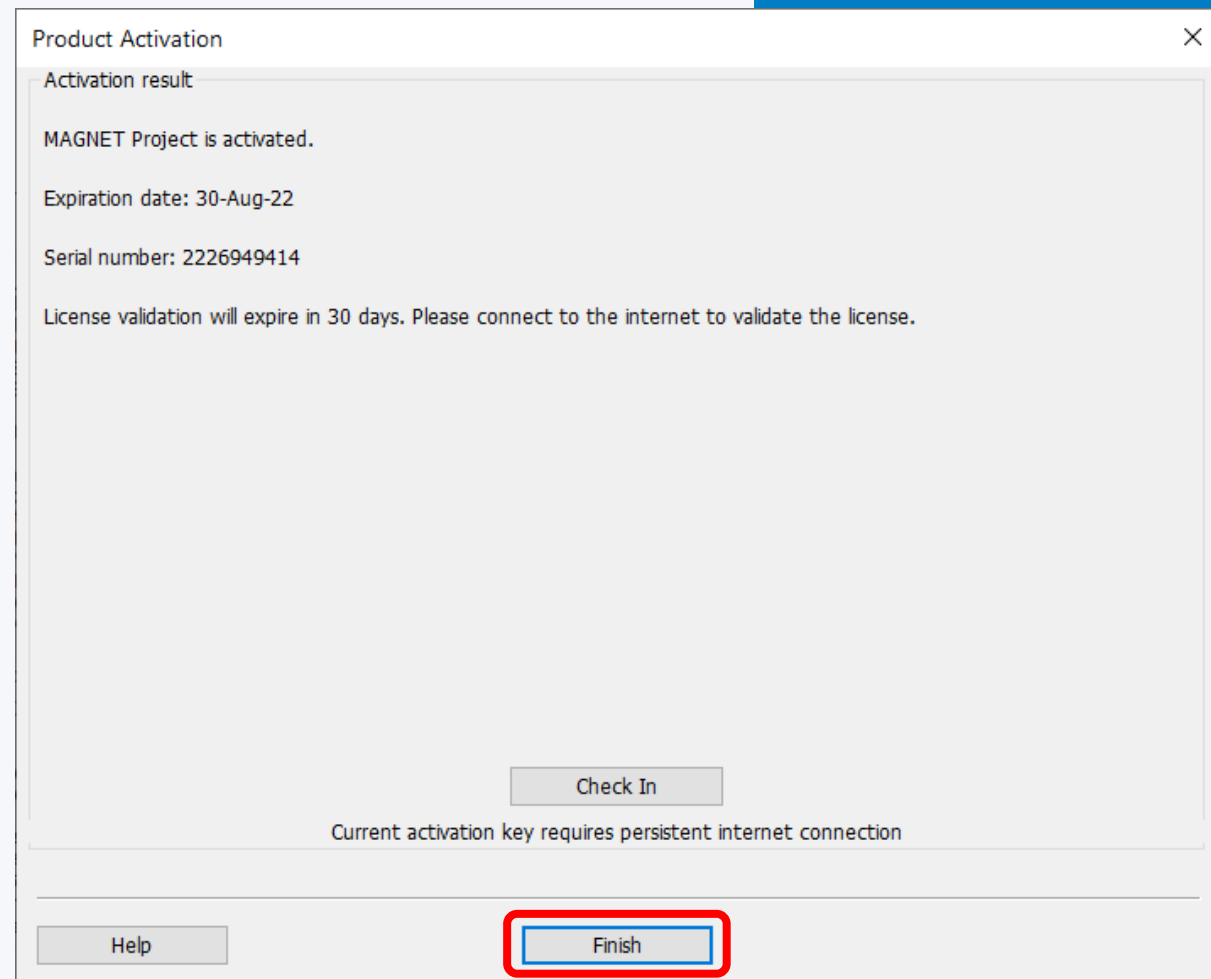 Product Activation
Activation result
MAGNET Project is activated.
Expiration date: 30-Aug-22
Serial number: 2226949414
License validation will expire in 30 days. Please connect to the internet to validate the license.
Check In
Current activation key requires persistent internet connection
Help
Finish